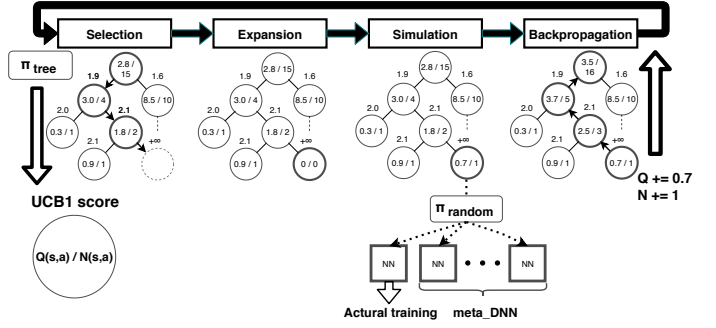 Selection
Expansion
Simulation
Backpropagation
π tree
2.8 / 15
1.9
1.6
3.0 / 4
8.5 / 10
2.0
2.1
0.3 / 1
1.8 / 2
2.1
+∞
0.9 / 1
2.8 / 15
1.9
1.6
3.0 / 4
8.5 / 10
2.0
2.1
0.3 / 1
1.8 / 2
2.1
+∞
0.9 / 1
0 / 0
2.8 / 15
1.9
1.6
3.0 / 4
8.5 / 10
2.0
2.1
0.3 / 1
1.8 / 2
2.1
+∞
0.9 / 1
0.7 / 1
3.5 /
16
1.9
1.6
3.7 / 5
8.5 / 10
2.0
2.1
0.3 / 1
2.5 / 3
2.1
+∞
0.9 / 1
0.7 / 1
Q += 0.7
N += 1
UCB1 score
Q(s,a) / N(s,a)
π random
NN
NN
NN
Actural training
meta_DNN